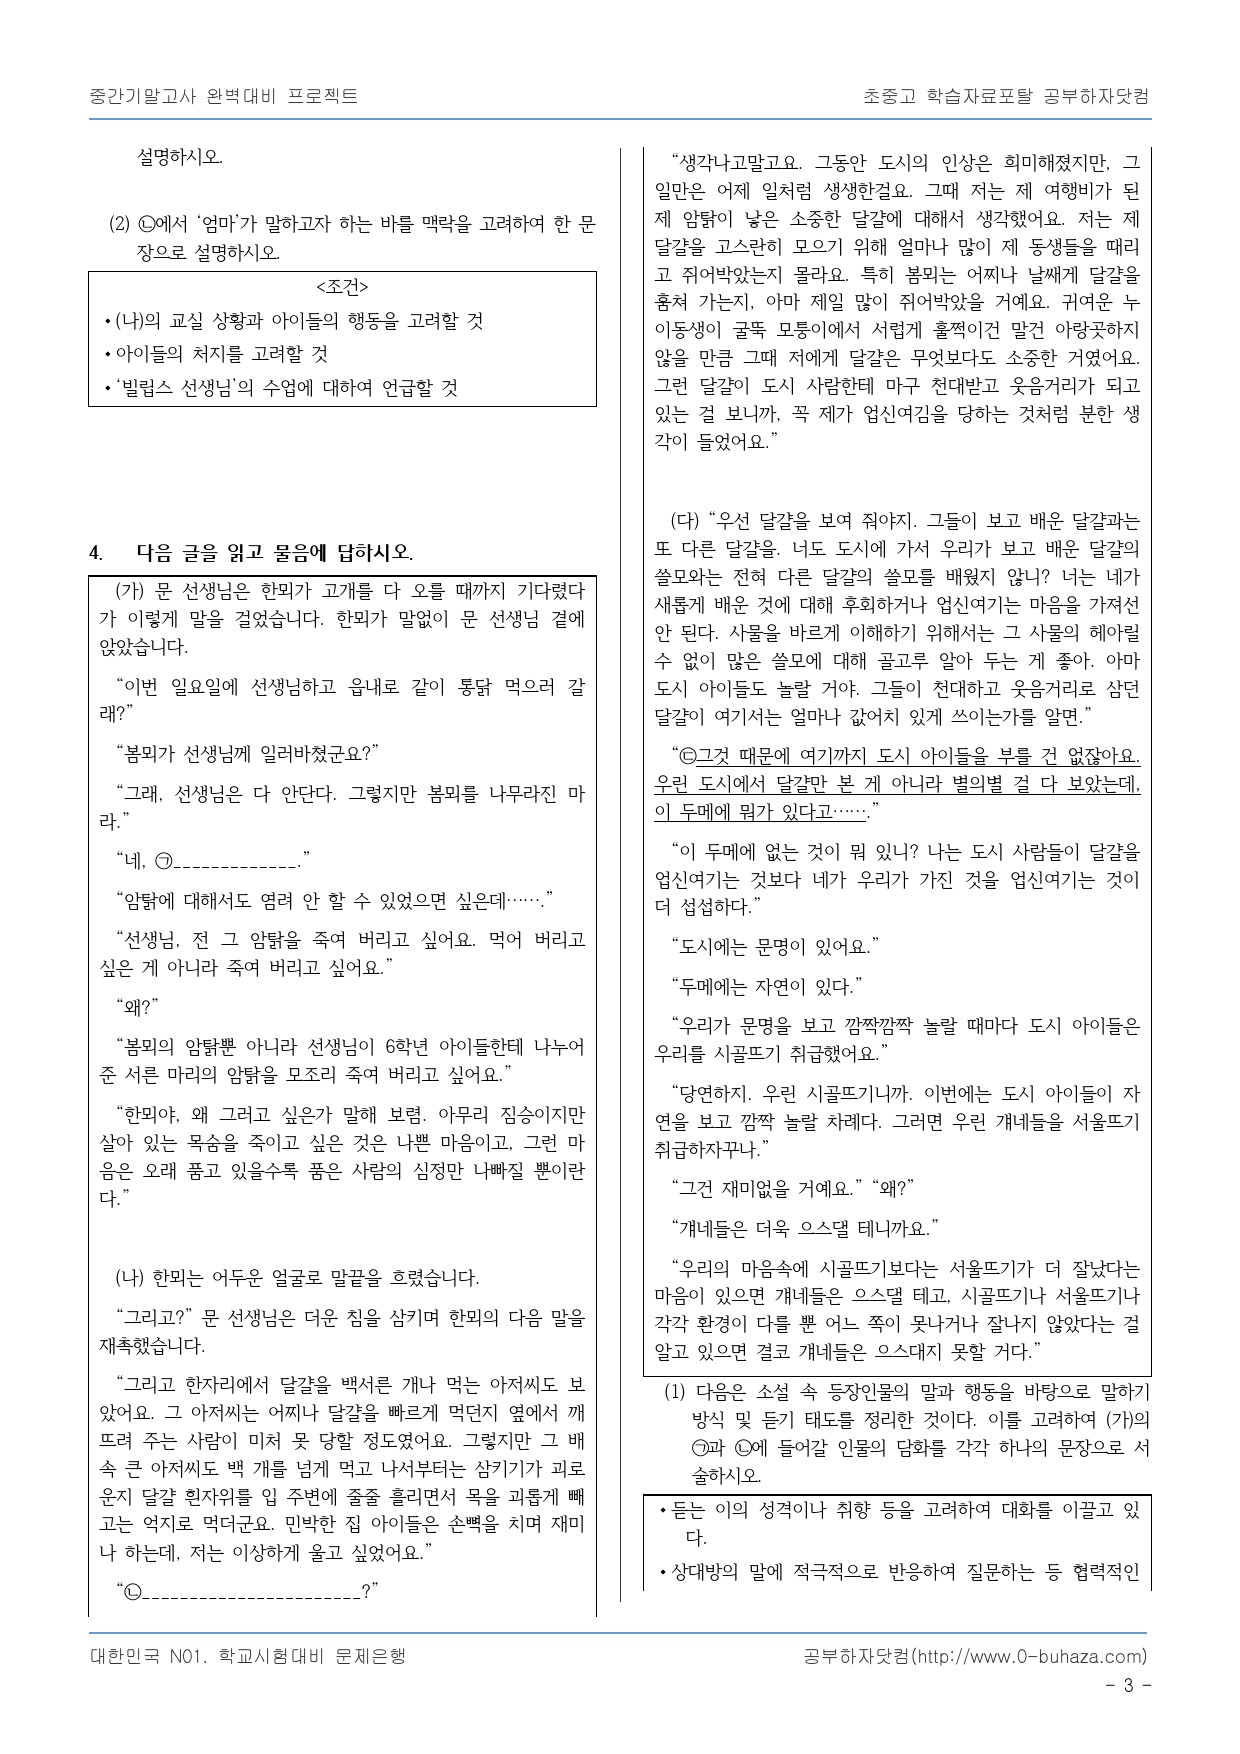 중간기말고사 완벽대비 프로젝트
초중고 학습자료포탈 공부하자닷컴
설명하시오.
(2) ㉡에서 ‘엄마’가 말하고자 하는 바를 맥락을 고려하여 한 문
장으로 설명하시오.
<조건>
•(나)의 교실 상황과 아이들의 행동을 고려할 것
•아이들의 처지를 고려할 것
•‘빌립스 선생님’의 수업에 대하여 언급할 것
4. 다음 글을 읽고 물음에 답하시오.
(가) 문 선생님은 한뫼가 고개를 다 오를 때까지 기다렸다
가 이렇게 말을 걸었습니다. 한뫼가 말없이 문 선생님 곁에
앉았습니다.
“이번 일요일에 선생님하고 읍내로 같이 통닭 먹으러 갈
래?”
“봄뫼가 선생님께 일러바쳤군요?”
“그래, 선생님은 다 안단다. 그렇지만 봄뫼를 나무라진 마
라.”
“네, ㉠_____________.”
“암탉에 대해서도 염려 안 할 수 있었으면 싶은데…….”
“선생님, 전 그 암탉을 죽여 버리고 싶어요. 먹어 버리고
싶은 게 아니라 죽여 버리고 싶어요.”
“왜?”
“봄뫼의 암탉뿐 아니라 선생님이 6학년 아이들한테 나누어
준 서른 마리의 암탉을 모조리 죽여 버리고 싶어요.”
“한뫼야, 왜 그러고 싶은가 말해 보렴. 아무리 짐승이지만
살아 있는 목숨을 죽이고 싶은 것은 나쁜 마음이고, 그런 마
음은 오래 품고 있을수록 품은 사람의 심정만 나빠질 뿐이란
다.”
(나) 한뫼는 어두운 얼굴로 말끝을 흐렸습니다.
“그리고?” 문 선생님은 더운 침을 삼키며 한뫼의 다음 말을
재촉했습니다.
“그리고 한자리에서 달걀을 백서른 개나 먹는 아저씨도 보
았어요. 그 아저씨는 어찌나 달걀을 빠르게 먹던지 옆에서 깨
뜨려 주는 사람이 미처 못 당할 정도였어요. 그렇지만 그 배
속 큰 아저씨도 백 개를 넘게 먹고 나서부터는 삼키기가 괴로
운지 달걀 흰자위를 입 주변에 줄줄 흘리면서 목을 괴롭게 빼
고는 억지로 먹더군요. 민박한 집 아이들은 손뼉을 치며 재미
나 하는데, 저는 이상하게 울고 싶었어요.”
“㉡_______________________?”
“생각나고말고요. 그동안 도시의 인상은 희미해졌지만, 그
일만은 어제 일처럼 생생한걸요. 그때 저는 제 여행비가 된
제 암탉이 낳은 소중한 달걀에 대해서 생각했어요. 저는 제
달걀을 고스란히 모으기 위해 얼마나 많이 제 동생들을 때리
고 쥐어박았는지 몰라요. 특히 봄뫼는 어찌나 날쌔게 달걀을
훔쳐 가는지, 아마 제일 많이 쥐어박았을 거예요. 귀여운 누
이동생이 굴뚝 모퉁이에서 서럽게 훌쩍이건 말건 아랑곳하지
않을 만큼 그때 저에게 달걀은 무엇보다도 소중한 거였어요.
그런 달걀이 도시 사람한테 마구 천대받고 웃음거리가 되고
있는 걸 보니까, 꼭 제가 업신여김을 당하는 것처럼 분한 생
각이 들었어요.”
(다) “우선 달걀을 보여 줘야지. 그들이 보고 배운 달걀과는
또 다른 달걀을. 너도 도시에 가서 우리가 보고 배운 달걀의
쓸모와는 전혀 다른 달걀의 쓸모를 배웠지 않니? 너는 네가
새롭게 배운 것에 대해 후회하거나 업신여기는 마음을 가져선
안 된다. 사물을 바르게 이해하기 위해서는 그 사물의 헤아릴
수 없이 많은 쓸모에 대해 골고루 알아 두는 게 좋아. 아마
도시 아이들도 놀랄 거야. 그들이 천대하고 웃음거리로 삼던
달걀이 여기서는 얼마나 값어치 있게 쓰이는가를 알면.”
“㉢그것 때문에 여기까지 도시 아이들을 부를 건 없잖아요.
우린 도시에서 달걀만 본 게 아니라 별의별 걸 다 보았는데,
이 두메에 뭐가 있다고…….”
“이 두메에 없는 것이 뭐 있니? 나는 도시 사람들이 달걀을
업신여기는 것보다 네가 우리가 가진 것을 업신여기는 것이
더 섭섭하다.”
“도시에는 문명이 있어요.”
“두메에는 자연이 있다.”
“우리가 문명을 보고 깜짝깜짝 놀랄 때마다 도시 아이들은
우리를 시골뜨기 취급했어요.”
“당연하지. 우린 시골뜨기니까. 이번에는 도시 아이들이 자
연을 보고 깜짝 놀랄 차례다. 그러면 우린 걔네들을 서울뜨기
취급하자꾸나.”
“그건 재미없을 거예요.” “왜?”
“걔네들은 더욱 으스댈 테니까요.”
“우리의 마음속에 시골뜨기보다는 서울뜨기가 더 잘났다는
마음이 있으면 걔네들은 으스댈 테고, 시골뜨기나 서울뜨기나
각각 환경이 다를 뿐 어느 쪽이 못나거나 잘나지 않았다는 걸
알고 있으면 결코 걔네들은 으스대지 못할 거다.”
(1) 다음은 소설 속 등장인물의 말과 행동을 바탕으로 말하기
방식 및 듣기 태도를 정리한 것이다. 이를 고려하여 (가)의
㉠과 ㉡에 들어갈 인물의 담화를 각각 하나의 문장으로 서
술하시오.
•듣는 이의 성격이나 취향 등을 고려하여 대화를 이끌고 있
다.
•상대방의 말에 적극적으로 반응하여 질문하는 등 협력적인
대한민국 N01. 학교시험대비 문제은행
공부하자닷컴(http://www.0-buhaza.com)
- 3 -